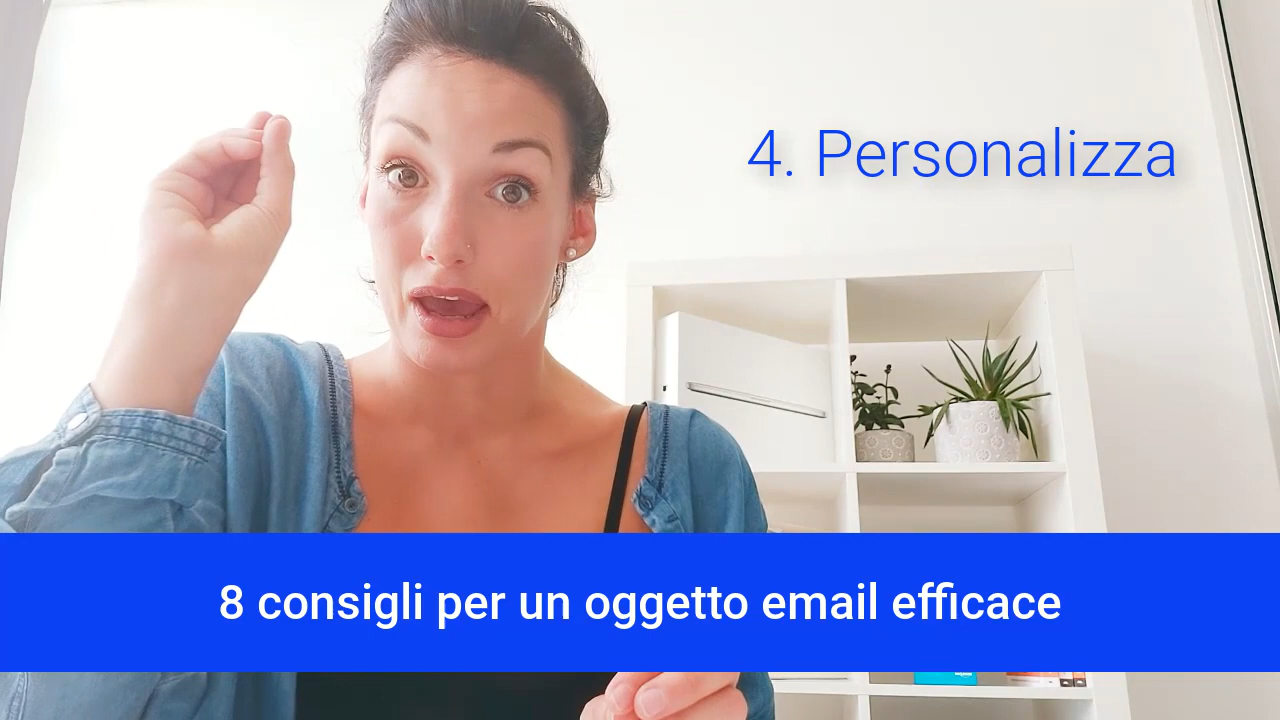 4. Personalizza
8 consigli per un oggetto email efficace